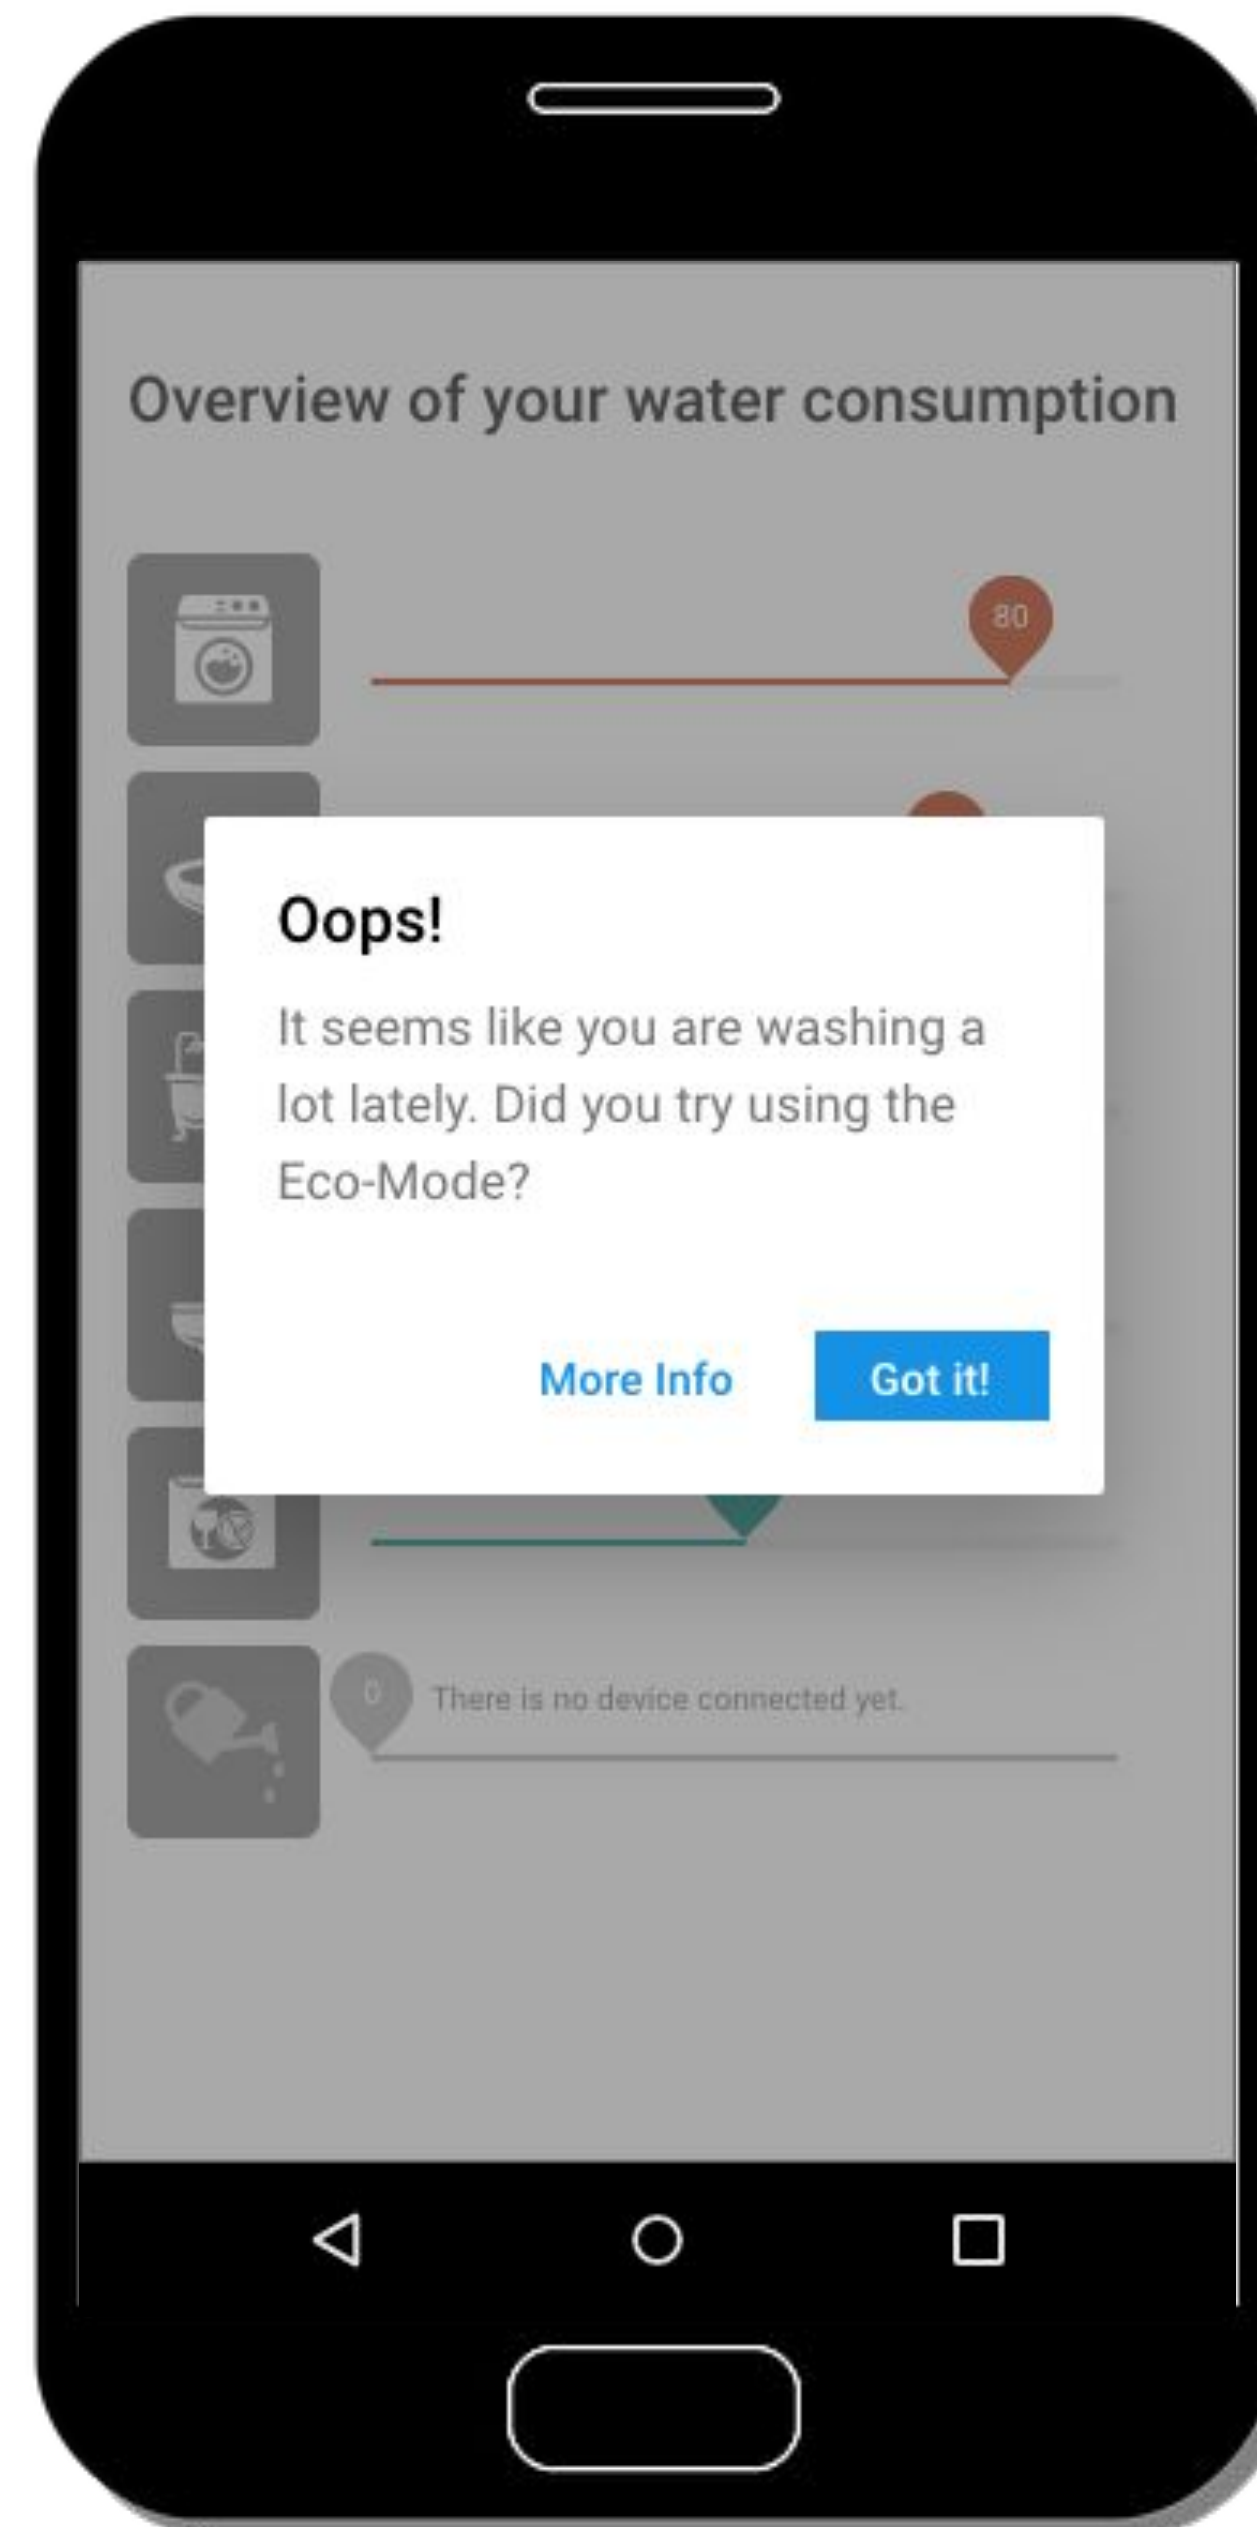 Overview of your water consumption
80
Oops!
It seems like you are washing a
lot lately. Did you try using the
Eco-Mode?
More Info
Got it!
0
There is no device connected yet.